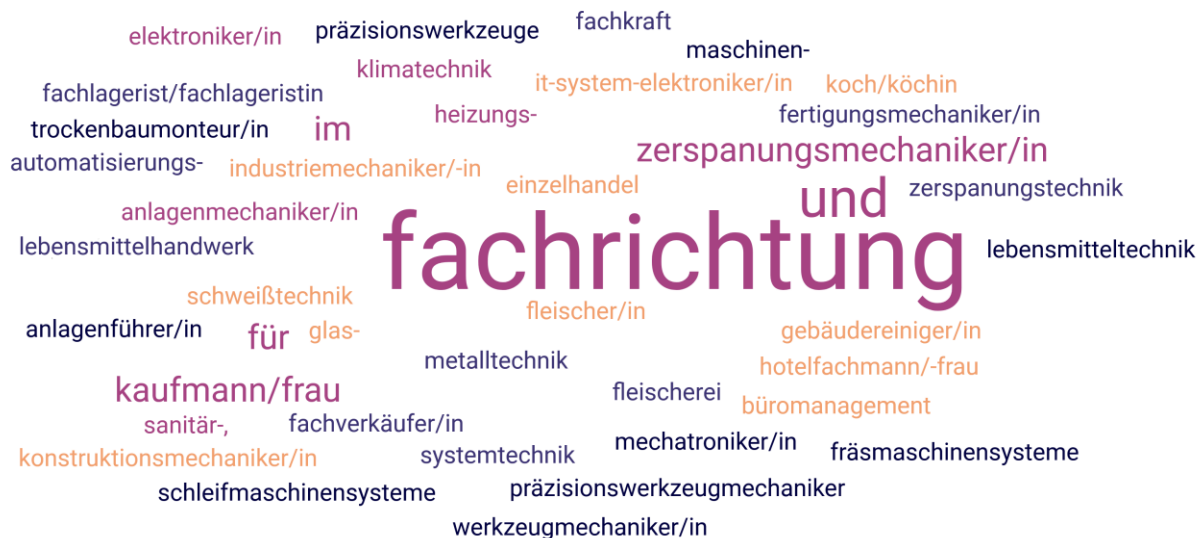 fachkraft
elektroniker/in
präzisionswerkzeuge
maschinen-
klimatechnik
it-system-elektroniker/in
koch/köchin
fachlagerist/fachlageristin
heizungs-
fertigungsmechaniker/in
trockenbaumonteur/in
im
zerspanungsmechaniker/in
automatisierungs-
industriemechaniker/-in
einzelhandel
zerspanungstechnik
und
anlagenmechaniker/in
fachrichtung
lebensmittelhandwerk
lebensmitteltechnik
schweißtechnik
fleischer/in
anlagenführer/in
für
glas-
gebäudereiniger/in
metalltechnik
hotelfachmann/-frau
kaufmann/frau
fleischerei
büromanagement
sanitär-,
fachverkäufer/in
mechatroniker/in
fräsmaschinensysteme
konstruktionsmechaniker/in
systemtechnik
schleifmaschinensysteme
präzisionswerkzeugmechaniker
werkzeugmechaniker/in